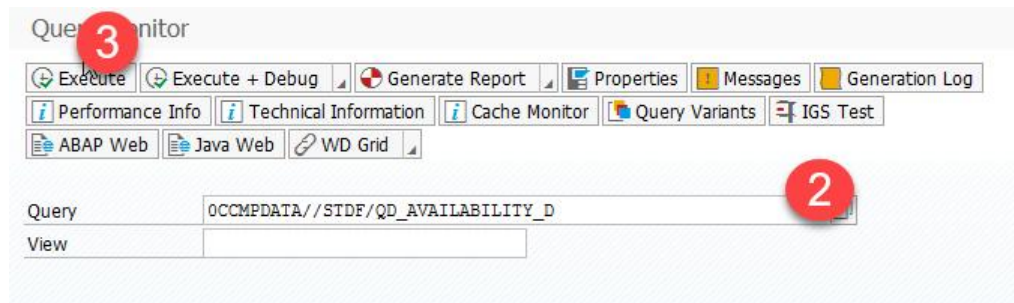 Query Monitor
3
Execute Execute + Debug Generate Report Properties Messages Generation Log
Performance Info Technical Information Cache Monitor Query Variants IGS Test
ABAP Web Java Web WD Grid
2
Query 0CCMPDATA//STDF/QD_AVAILABILITY_D
View